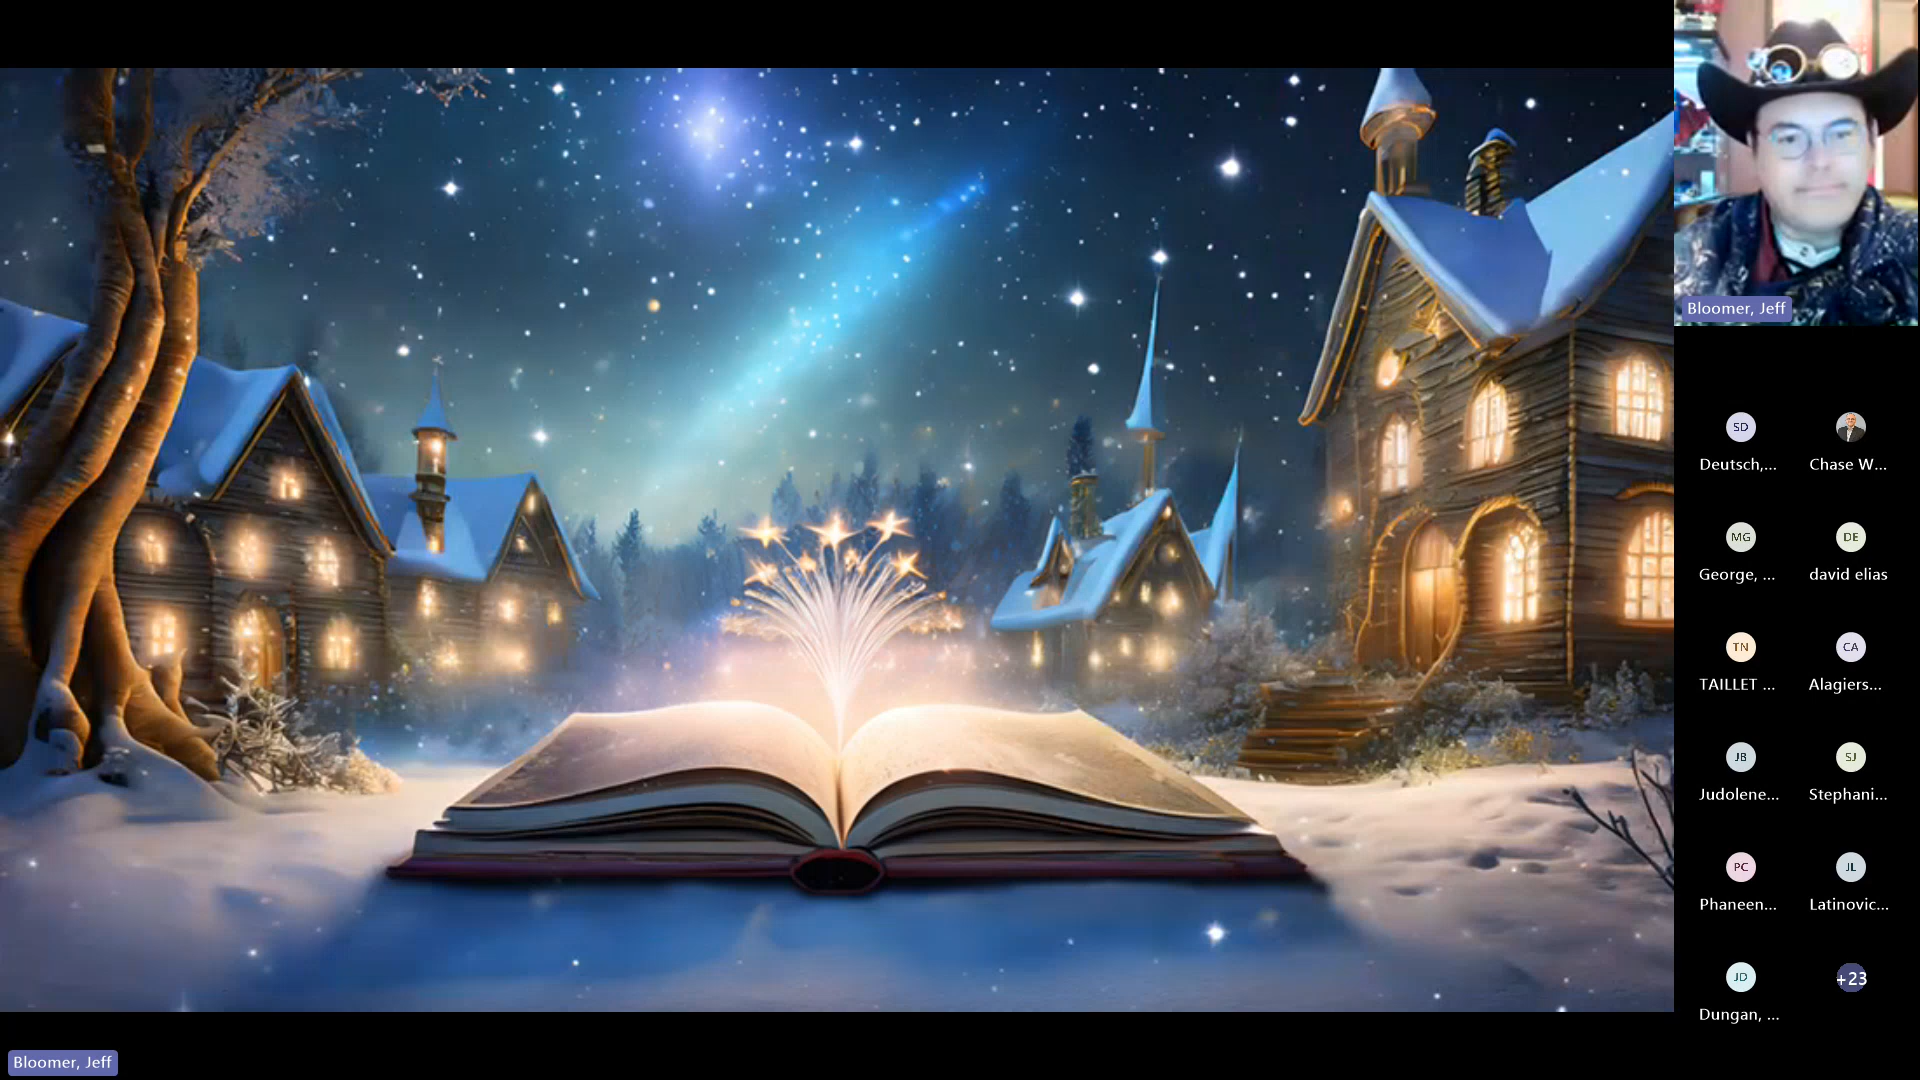 Bloomer, Jeff
SD
Deutsch,...
Chase W...
MG
George, ...
DE
david elias
TN
TAILLET ...
CA
Alagiers...
JB
Judolene...
SJ
Stephani...
PC
Phaneen...
JL
Latinovic...
JD
Dungan, ...
+23
Bloomer, Jeff